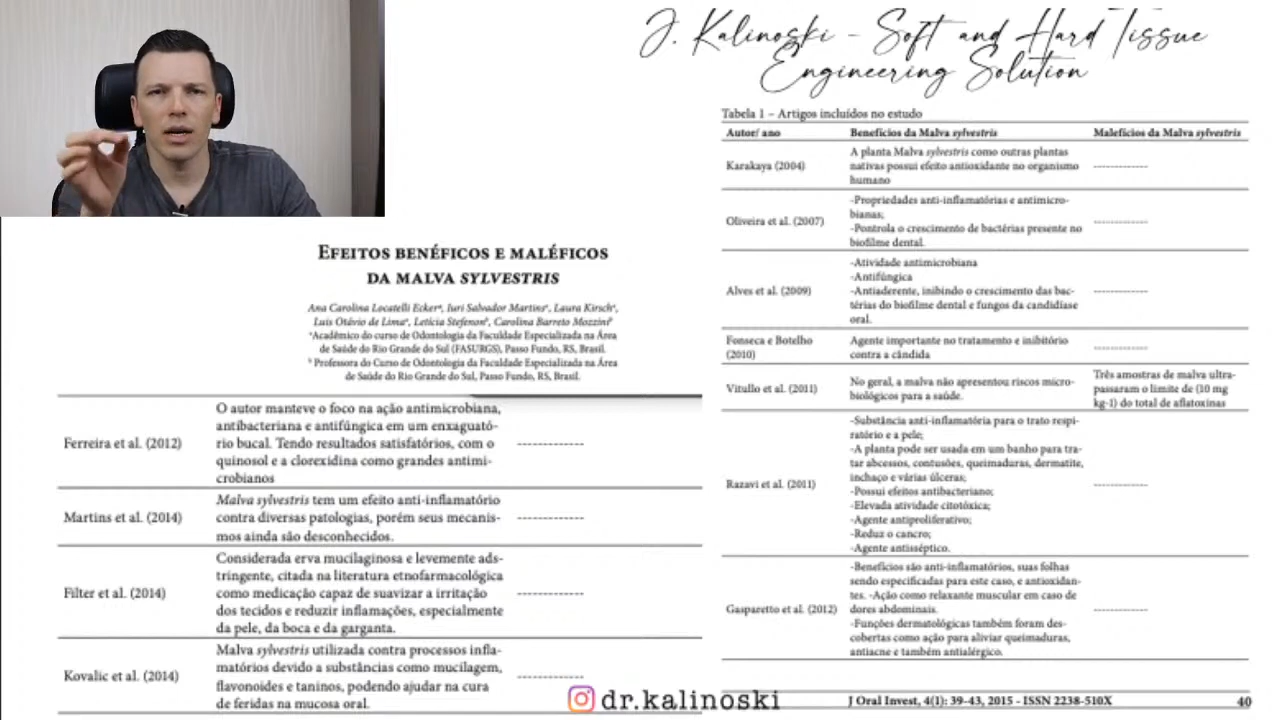 J. Kalinoski - Soft and Hard Tissue
Engineering Solution
EFEITOS BENÉFICOS E MALÉFICOS
DA MALVA SYLVESTRIS
Ana Carolina Locatelli Eckerª, Iuri Salvador Martinsª, Laura Kirschª,
Luis Otávio de Limaª, Letícia Stefenonᵇ, Carolina Barreto Mozziniᵇ
ªAcadêmico do curso de Odontologia da Faculdade Especializada na Área
de Saúde do Rio Grande do Sul (FASURGS), Passo Fundo, RS, Brasil.
ᵇ Professora do Curso de Odontologia da Faculdade Especializada na Área
de Saúde do Rio Grande do Sul, Passo Fundo, RS, Brasil.
Ferreira et al. (2012)
O autor manteve o foco na ação antimicrobiana,
antibacteriana e antifúngica em um enxaguató-
rio bucal. Tendo resultados satisfatórios, com o
quinosol e a clorexidina como grandes antimi-
crobianos
-------------
Martins et al. (2014)
Malva sylvestris tem um efeito anti-inflamatório
contra diversas patologias, porém seus mecanis-
mos ainda são desconhecidos.
-------------
Filter et al. (2014)
Considerada erva mucilaginosa e levemente ads-
tringente, citada na literatura etnofarmacológica
como medicação capaz de suavizar a irritação
dos tecidos e reduzir inflamações, especialmente
da pele, da boca e da garganta.
-------------
Kovalic et al. (2014)
Malva sylvestris utilizada contra processos infla-
matórios devido a substâncias como mucilagem,
flavonoides e taninos, podendo ajudar na cura
de feridas na mucosa oral.
-------------
Tabela 1 – Artigos incluídos no estudo
Autor/ ano Benefícios da Malva sylvestris Malefícios da Malva sylvestris
Karakaya (2004)
A planta Malva sylvestris como outras plantas
nativas possui efeito antioxidante no organismo
humano
-------------
Oliveira et al. (2007)
-Propriedades anti-inflamatórias e antimicro-
bianas;
-Pontrola o crescimento de bactérias presente no
biofilme dental.
-------------
Alves et al. (2009)
-Atividade antimicrobiana
-Antifúngica
-Antiaderente, inibindo o crescimento das bac-
térias do biofilme dental e fungos da candidíase
oral.
-------------
Fonseca e Botelho
(2010)
Agente importante no tratamento e inibitório
contra a cândida
-------------
Vitullo et al. (2011)
No geral, a malva não apresentou riscos micro-
biológicos para a saúde.
Três amostras de malva ultra-
passaram o limite de (10 mg
kg-1) do total de aflatoxinas
Razavi et al. (2011)
-Substância anti-inflamatória para o trato respi-
ratório e a pele;
-A planta pode ser usada em um banho para tra-
tar abcessos, contusões, queimaduras, dermatite,
inchaço e várias úlceras;
-Possui efeitos antibacteriano;
-Elevada atividade citotóxica;
-Agente antiproliferativo;
-Reduz o cancro;
-Agente antisséptico.
-------------
Gasparetto et al. (2012)
-Benefícios são anti-inflamatórios, suas folhas
sendo especificadas para este caso, e antioxidan-
tes. -Ação como relaxante muscular em caso de
dores abdominais.
-Funções dermatológicas também foram des-
cobertas como ação para aliviar queimaduras,
antiacne e também antialérgico.
-------------
dr.kalinoski
J Oral Invest, 4(1): 39-43, 2015 - ISSN 2238-510X 40